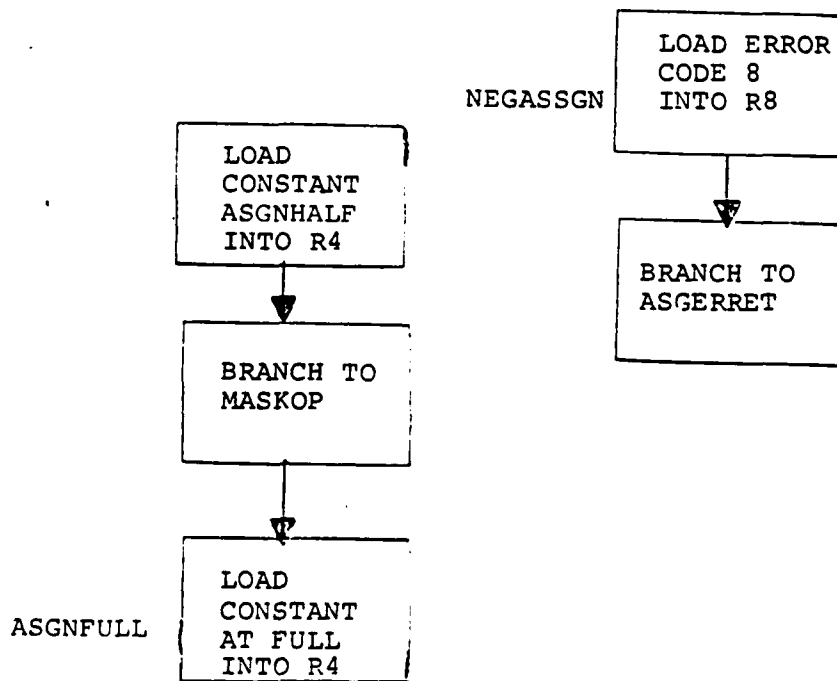 LOAD
CONSTANT
ASGNHALF
INTO R4
BRANCH TO
MASKOP
ASGNFULL
LOAD
CONSTANT
AT FULL
INTO R4
NEGASSGN
LOAD ERROR
CODE 8
INTO R8
BRANCH TO
ASGERRET